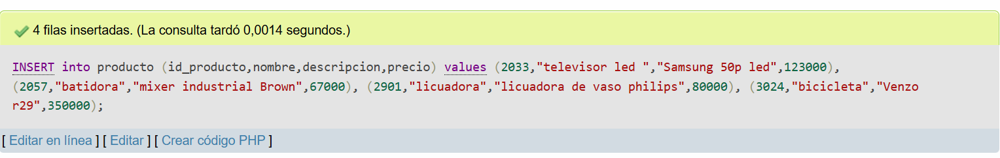 4 filas insertadas. (La consulta tardó 0,0014 segundos.)
INSERT into producto (id_producto,nombre,descripcion,precio) values (2033,"televisor led ","Samsung 50p led",123000),
(2057,"batidora","mixer industrial Brown",67000), (2901,"licuadora","licuadora de vaso philips",80000), (3024,"bicicleta","Venzo
r29",350000);
[ Editar en línea ] [ Editar ] [ Crear código PHP ]